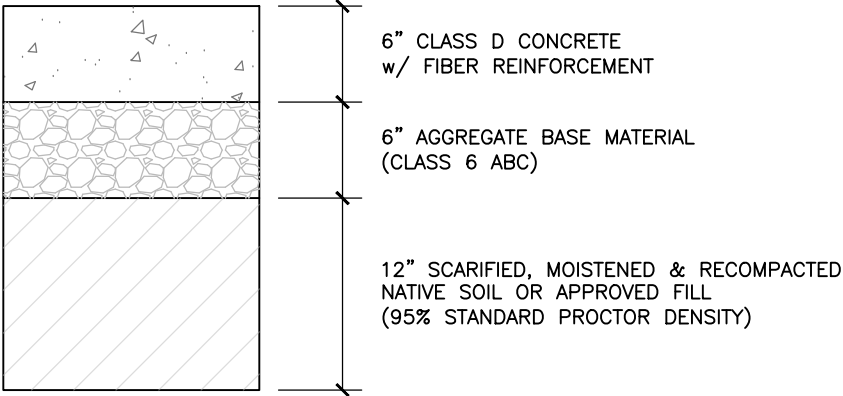 6” CLASS D CONCRETE
w/ FIBER REINFORCEMENT
6” AGGREGATE BASE MATERIAL
(CLASS 6 ABC)
12” SCARIFIED, MOISTENED & RECOMPACTED
NATIVE SOIL OR APPROVED FILL
(95% STANDARD PROCTOR DENSITY)